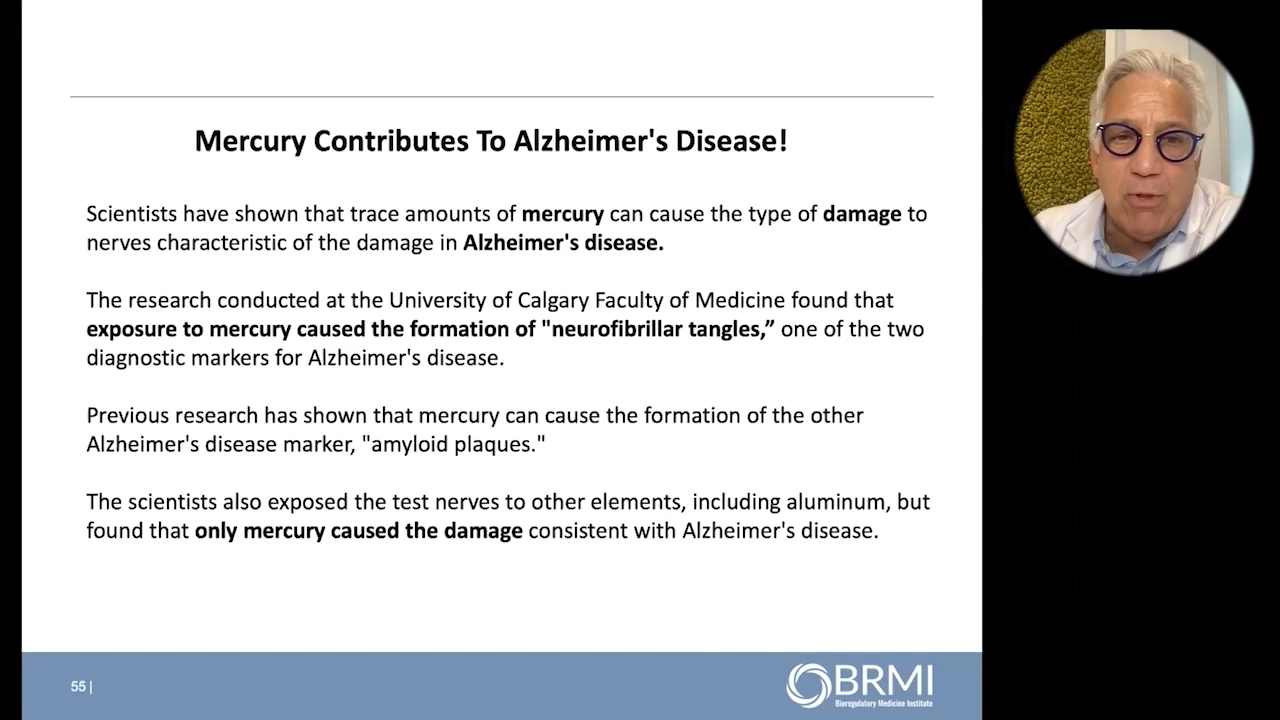 Mercury Contributes To Alzheimer's Disease!
Scientists have shown that trace amounts of mercury can cause the type of damage to
nerves characteristic of the damage in Alzheimer's disease.
The research conducted at the University of Calgary Faculty of Medicine found that
exposure to mercury caused the formation of "neurofibrillar tangles,” one of the two
diagnostic markers for Alzheimer's disease.
Previous research has shown that mercury can cause the formation of the other
Alzheimer's disease marker, "amyloid plaques."
The scientists also exposed the test nerves to other elements, including aluminum, but
found that only mercury caused the damage consistent with Alzheimer's disease.
55 |
BRMI
Bioregulatory Medicine Institute